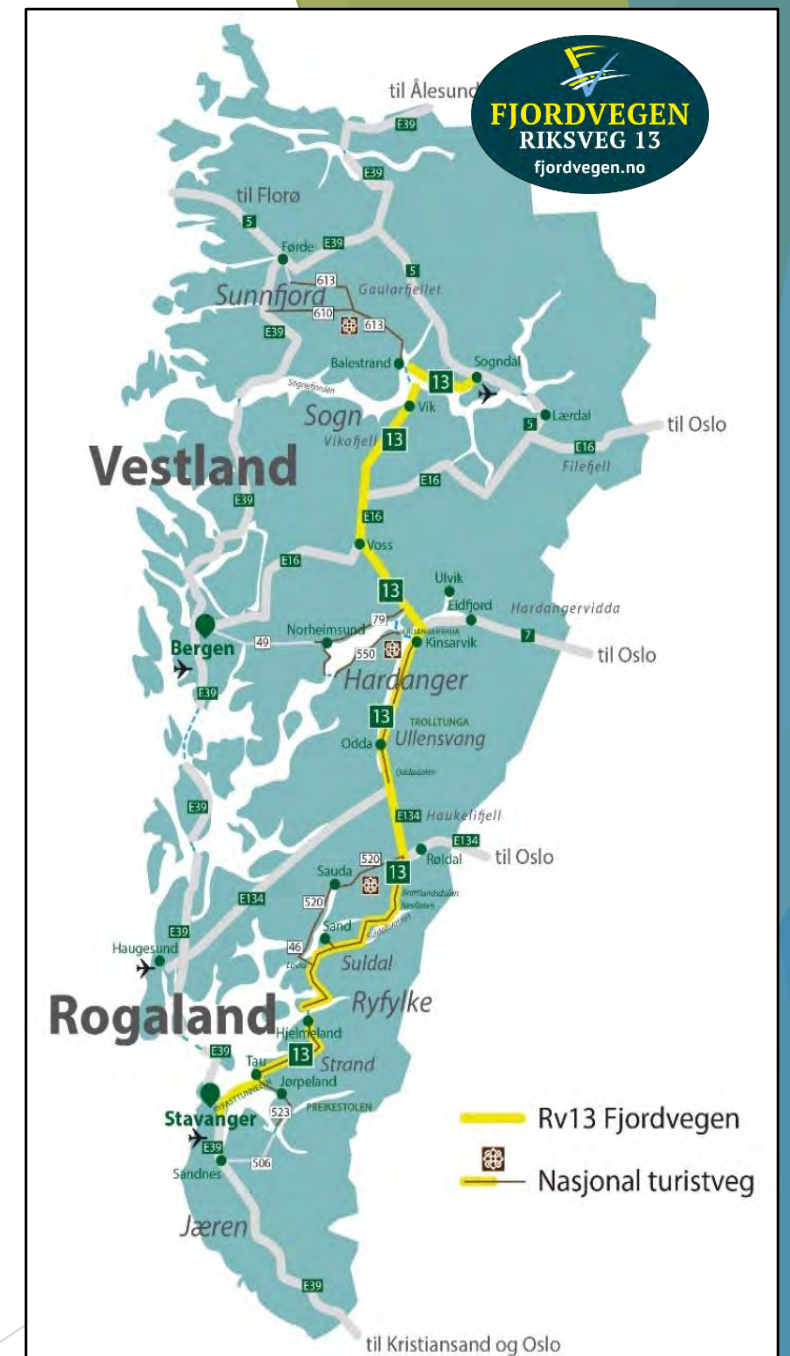 til Ålesund
FJORDVEGEN
RIKSVEG 13
fjordvegen.no
E39
E39
til Florø
5
Førde
E39
5
613
Gaularfjellet
Sunnfjord
610
613
E39
Balestrand
Sogndal
13
Sognefjorden
Vik
Sogn
Lærdal
5
til Oslo
Vikafjell
13
E16
Filefjell
Vestland
E16
E39
E16
Voss
E16
13
Ulvik
Eidfjord
Hardangervidda
79
Norheimsund
HARDANGERBRUA
Bergen
49
Kinsarvik
7
550
til Oslo
Hardanger
E39
13
TROLLTUNGA
Odda
Ullensvang
Oddadalen
E39
E134
Haukelifjell
E134
520
Røldal
til Oslo
Sauda
13
520
E134
Sand
E39
46
Haugesund
Suldal
Rogaland
Ryfylke
Hjelmeland
E39
13
Tau
Strand
Jørpeland
PREIKESTOLEN
Stavanger
523
Rv13 Fjordvegen
E39
506
Sandnes
Nasjonal turistveg
Jæren
E39
til Kristiansand og Oslo